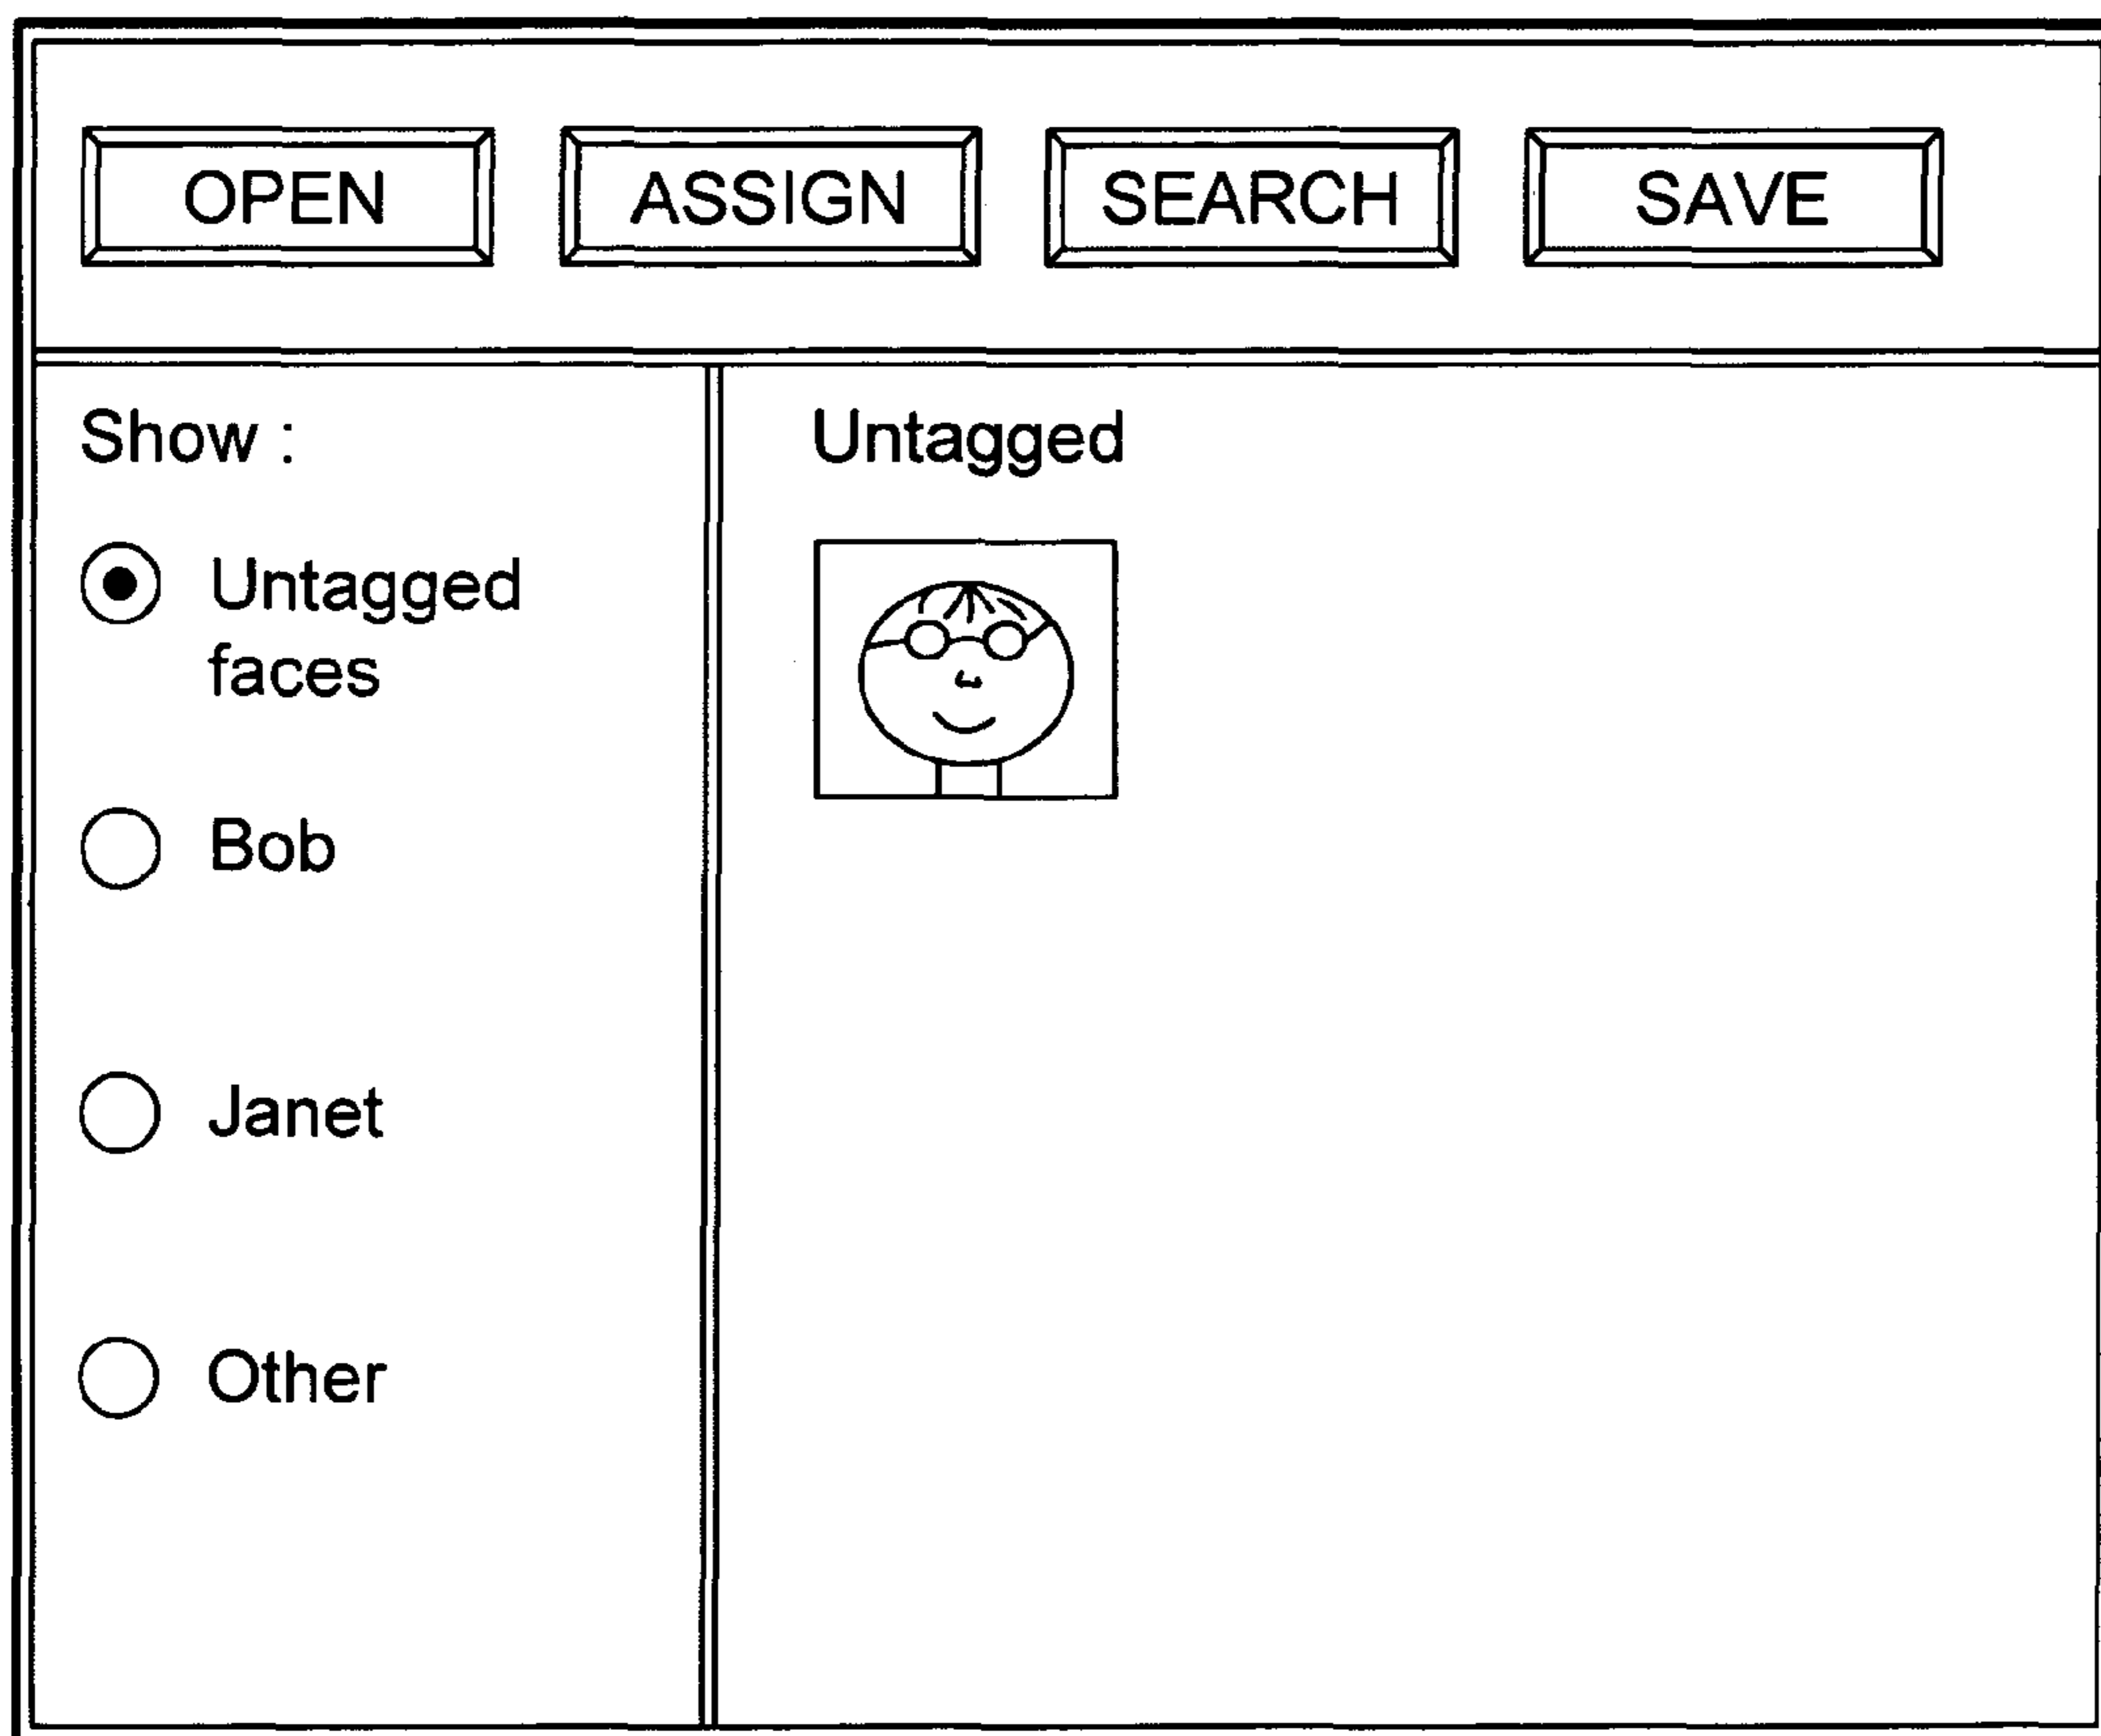 OPEN ASSIGN SEARCH SAVE
Show :
Untagged
faces
Bob
Janet
Other
Untagged